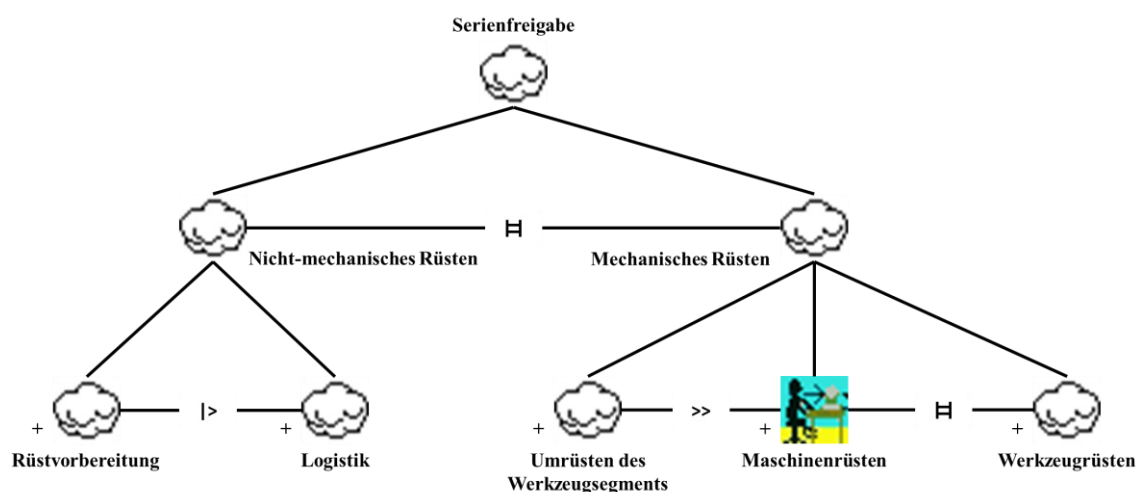 Serienfreigabe
Nicht-mechanisches Rüsten
Mechanisches Rüsten
|>
>>
+
+
+
+
+
Rüstvorbereitung
Logistik
Umrüsten des
Werkzeugsegments
Maschinenrüsten
Werkzeugrüsten